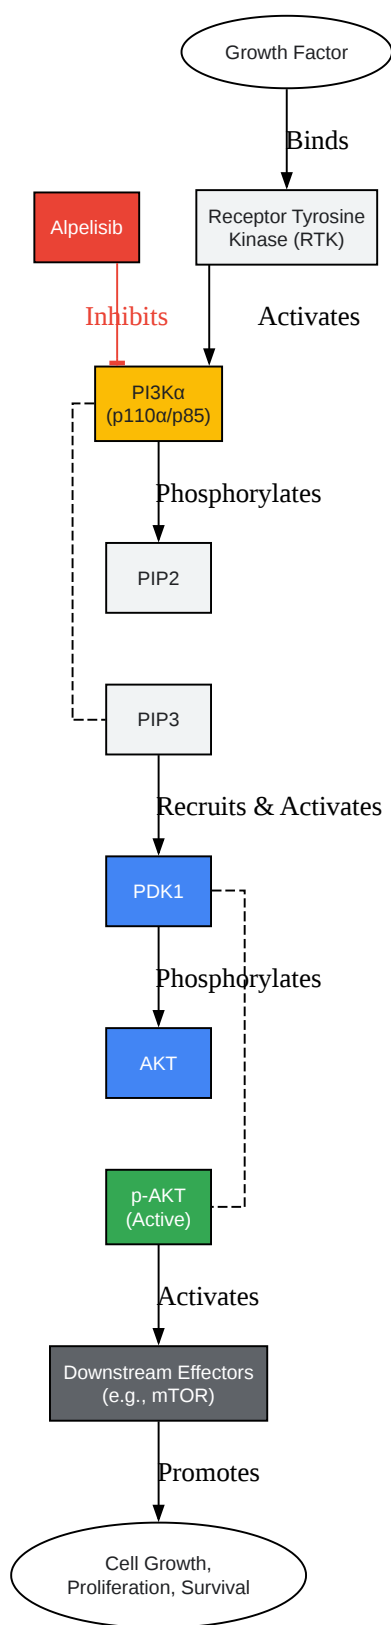 Growth Factor
Binds
Alpelisib
Receptor Tyrosine
Kinase (RTK)
Inhibits
Activates
PI3Kα
(p110α/p85)
Phosphorylates
PIP2
PIP3
Recruits & Activates
PDK1
Phosphorylates
AKT
p-AKT
(Active)
Activates
Downstream Effectors
(e.g., mTOR)
Promotes
Cell Growth,
Proliferation, Survival